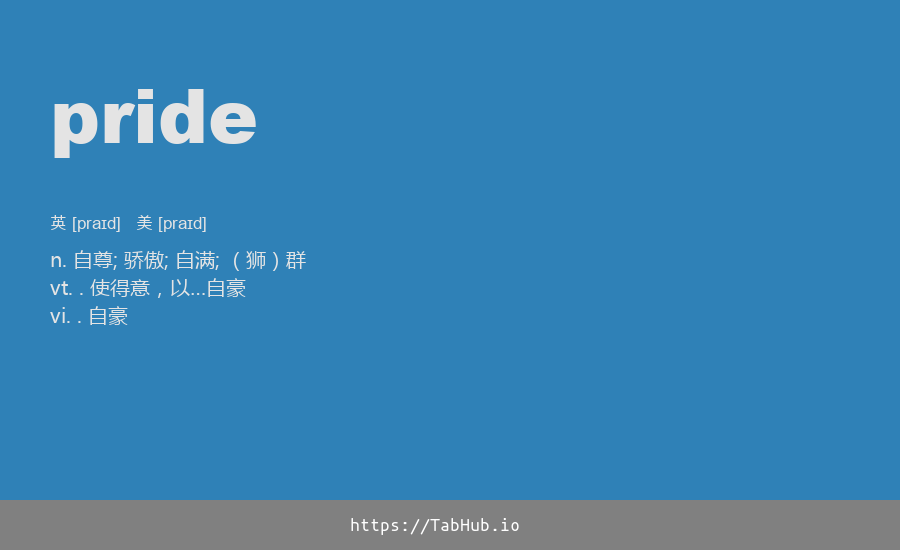 pride
英 [praɪd] 美 [praɪd]
n. 自尊; 骄傲; 自满; （狮）群
vt. . 使得意，以...自豪
vi. . 自豪
https://TabHub.io